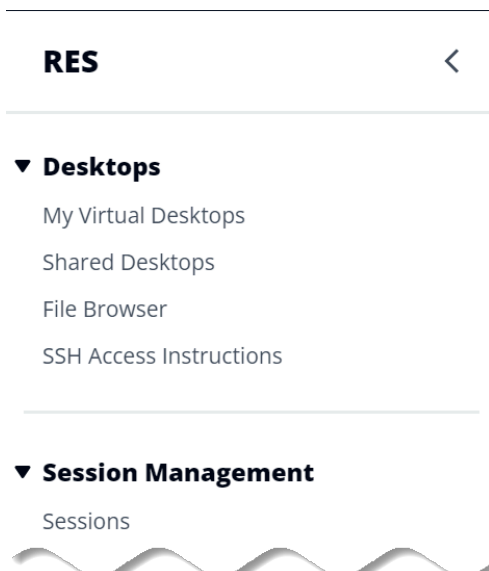 RES
Desktops
My Virtual Desktops
Shared Desktops
File Browser
SSH Access Instructions
Session Management
Sessions